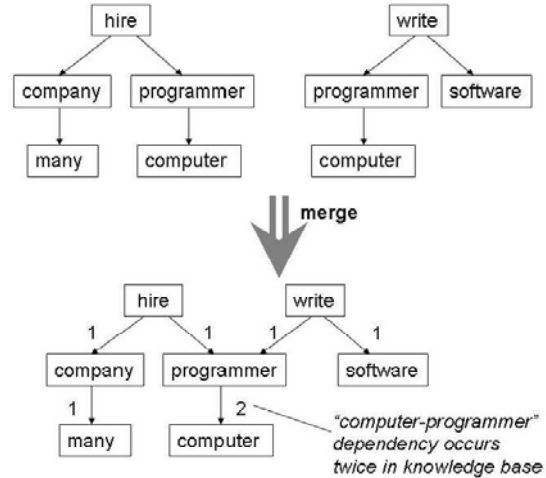 hire write
company programmer programmer software
many computer computer
merge
hire write
1 1 1 1
company programmer software
1 2
many computer
"computer-programmer"
dependency occurs
twice in knowledge base